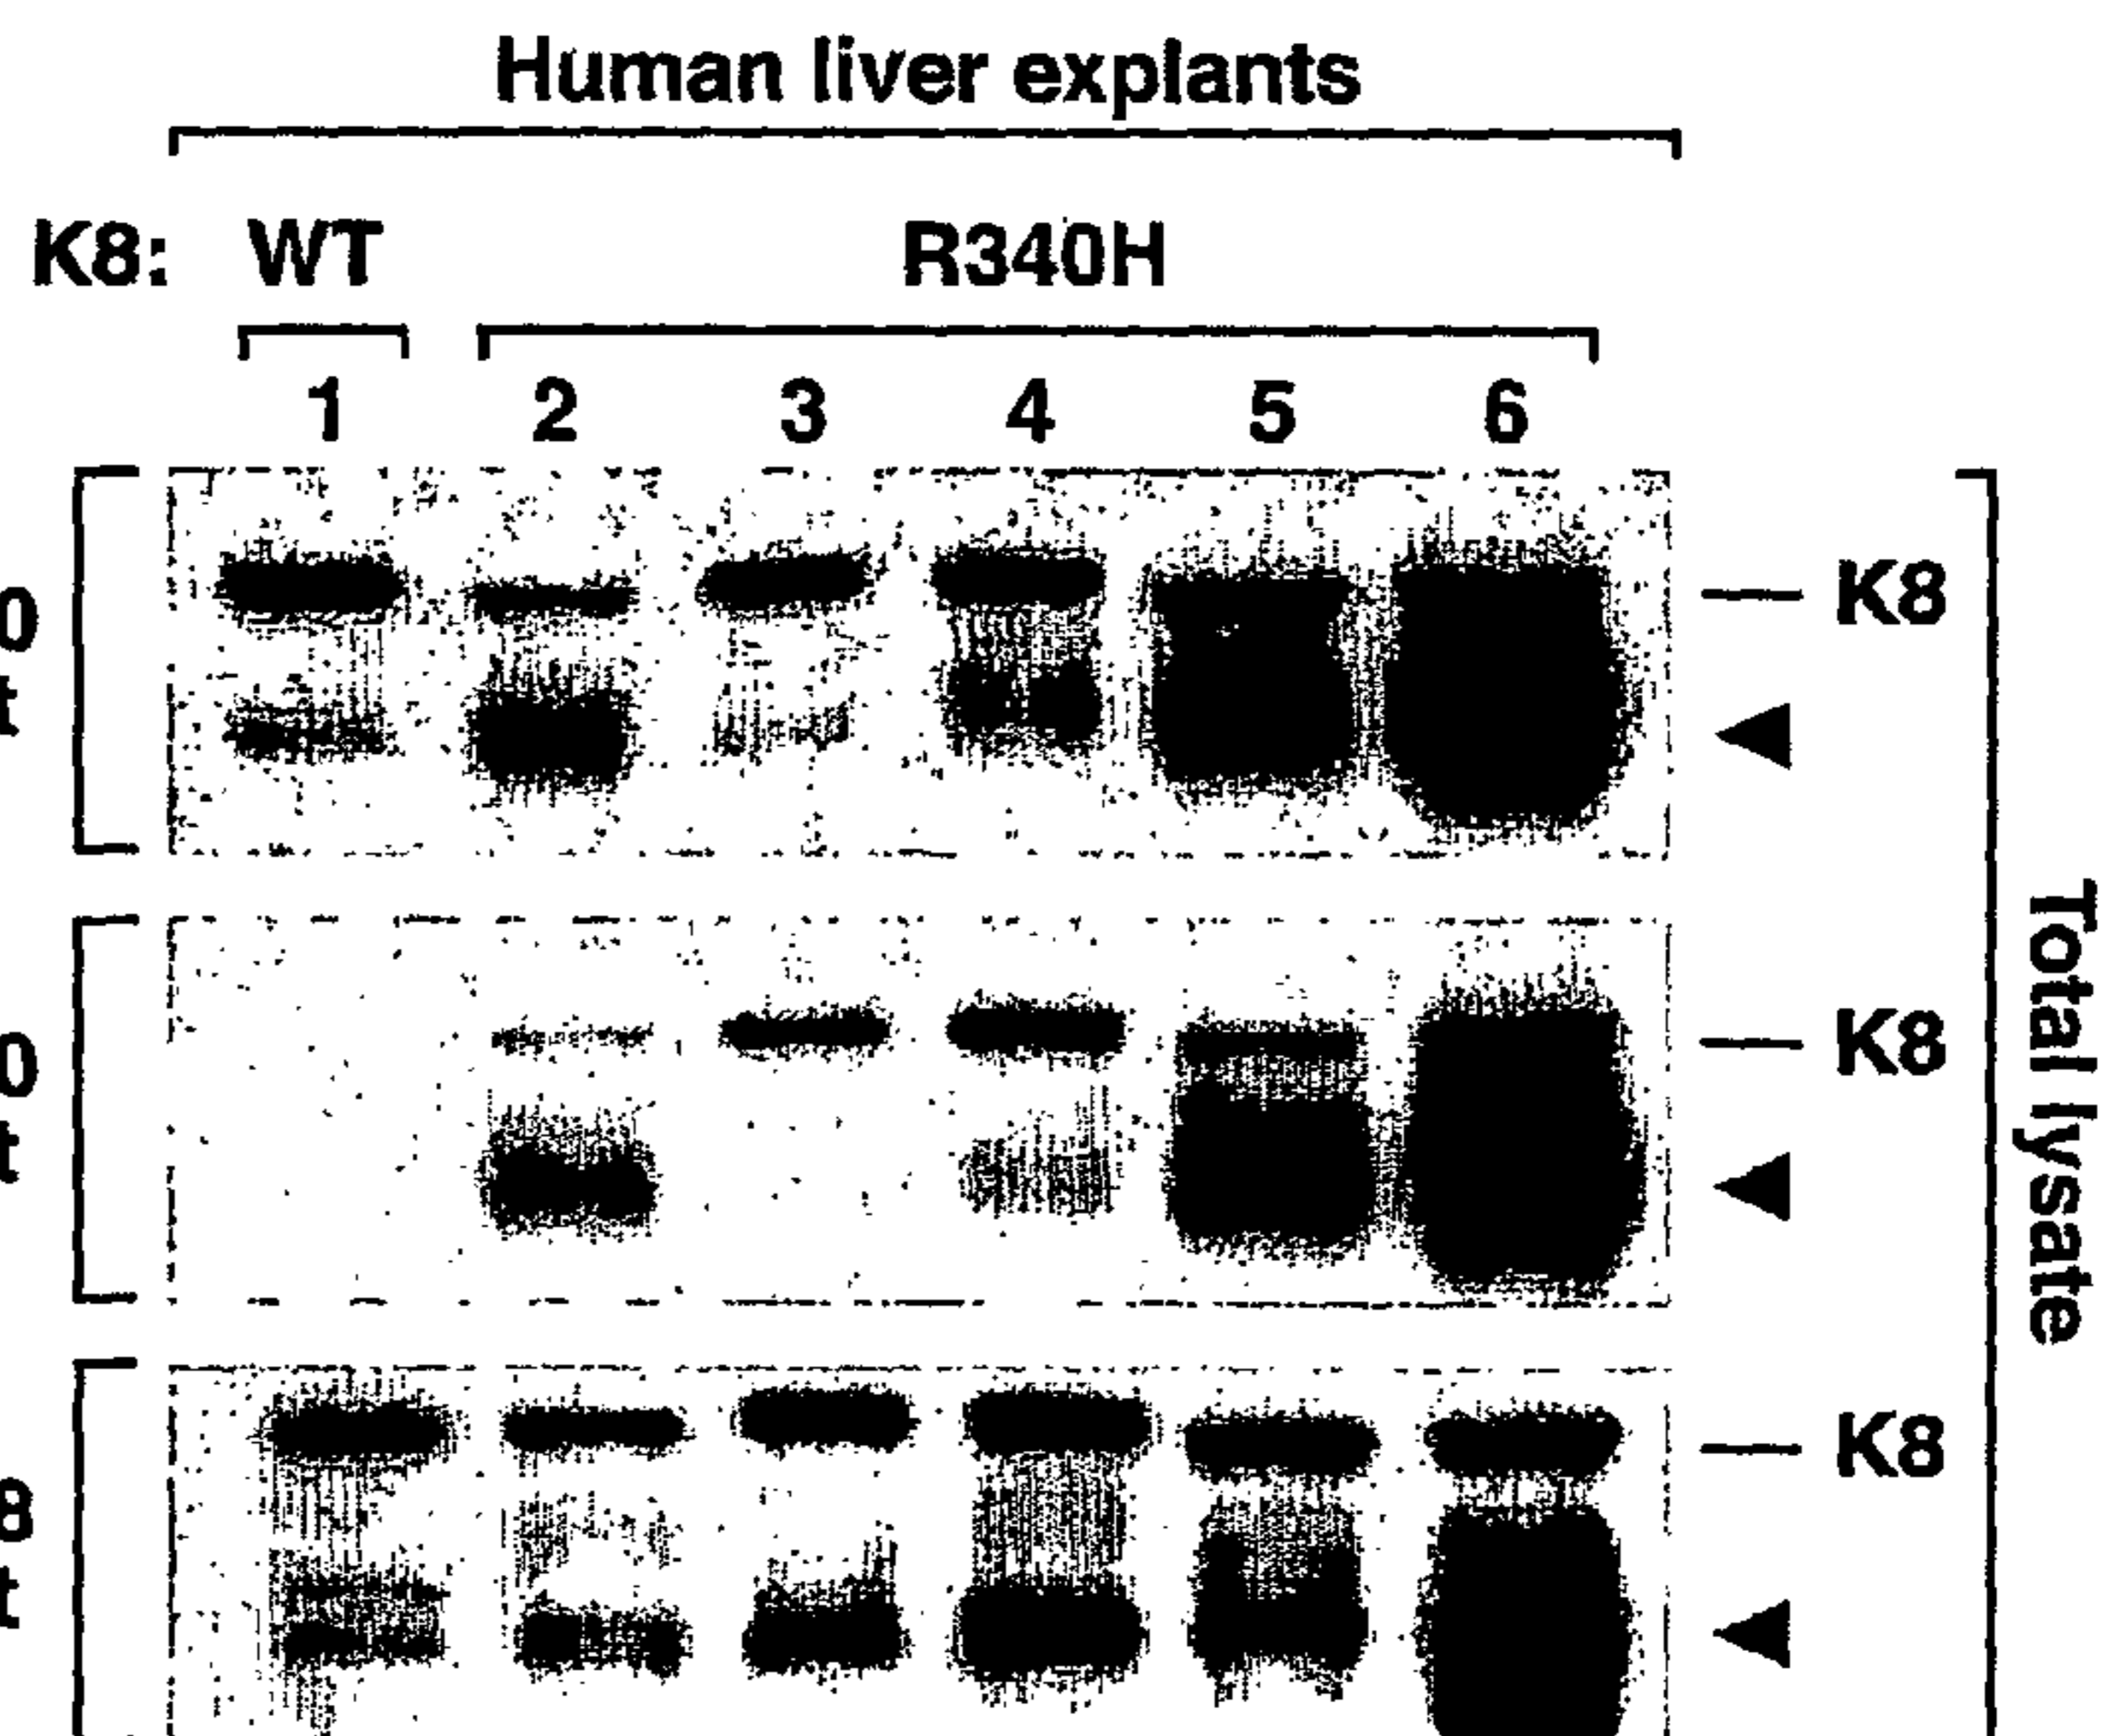 Human liver explants
K8: WT R340H
1 2 3 4 5 6
K8
K8
K8
Total lysate